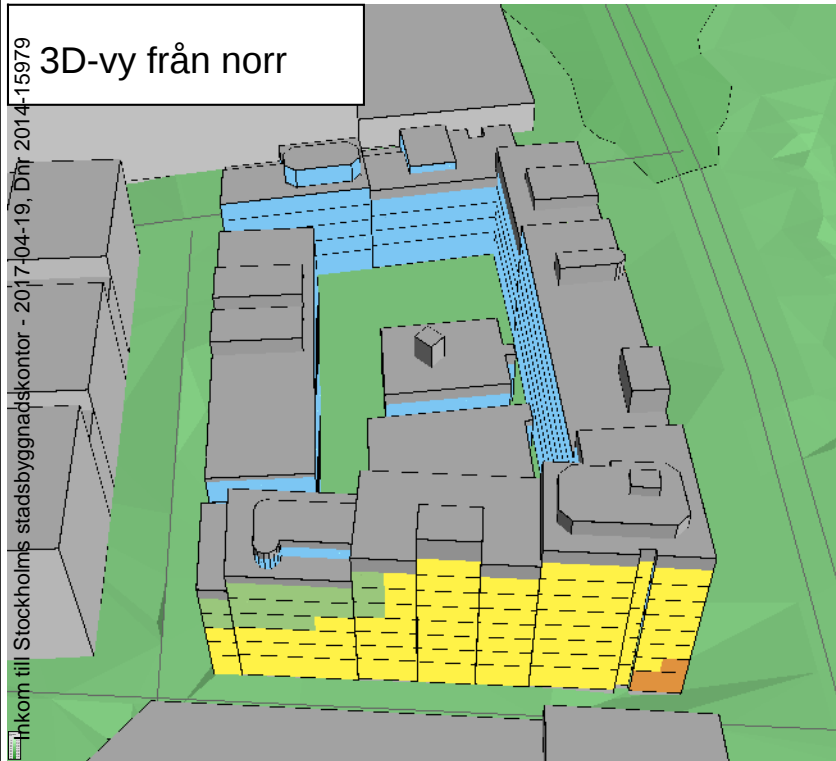 3D-vy från norr
Inkom till Stockholms stadsbyggnadskontor - 2017-04-19, Dnr 2014-15979